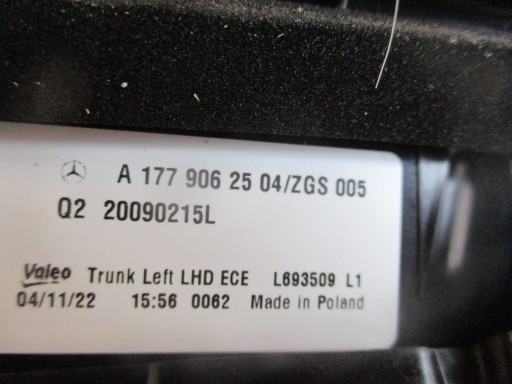 A 177 906 25 04/ZGS 005
Q2 20090215L
Valeo Trunk Left LHD ECE L693509 L1
04/11/22 15:56 0062 Made in Poland